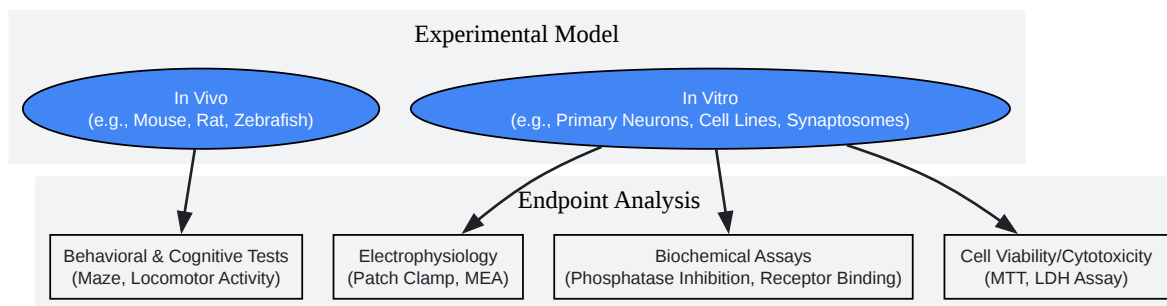 Experimental Model
In Vivo
(e.g., Mouse, Rat, Zebrafish)
In Vitro
(e.g., Primary Neurons, Cell Lines, Synaptosomes)
Endpoint Analysis
Behavioral & Cognitive Tests
(Maze, Locomotor Activity)
Electrophysiology
(Patch Clamp, MEA)
Biochemical Assays
(Phosphatase Inhibition, Receptor Binding)
Cell Viability/Cytotoxicity
(MTT, LDH Assay)